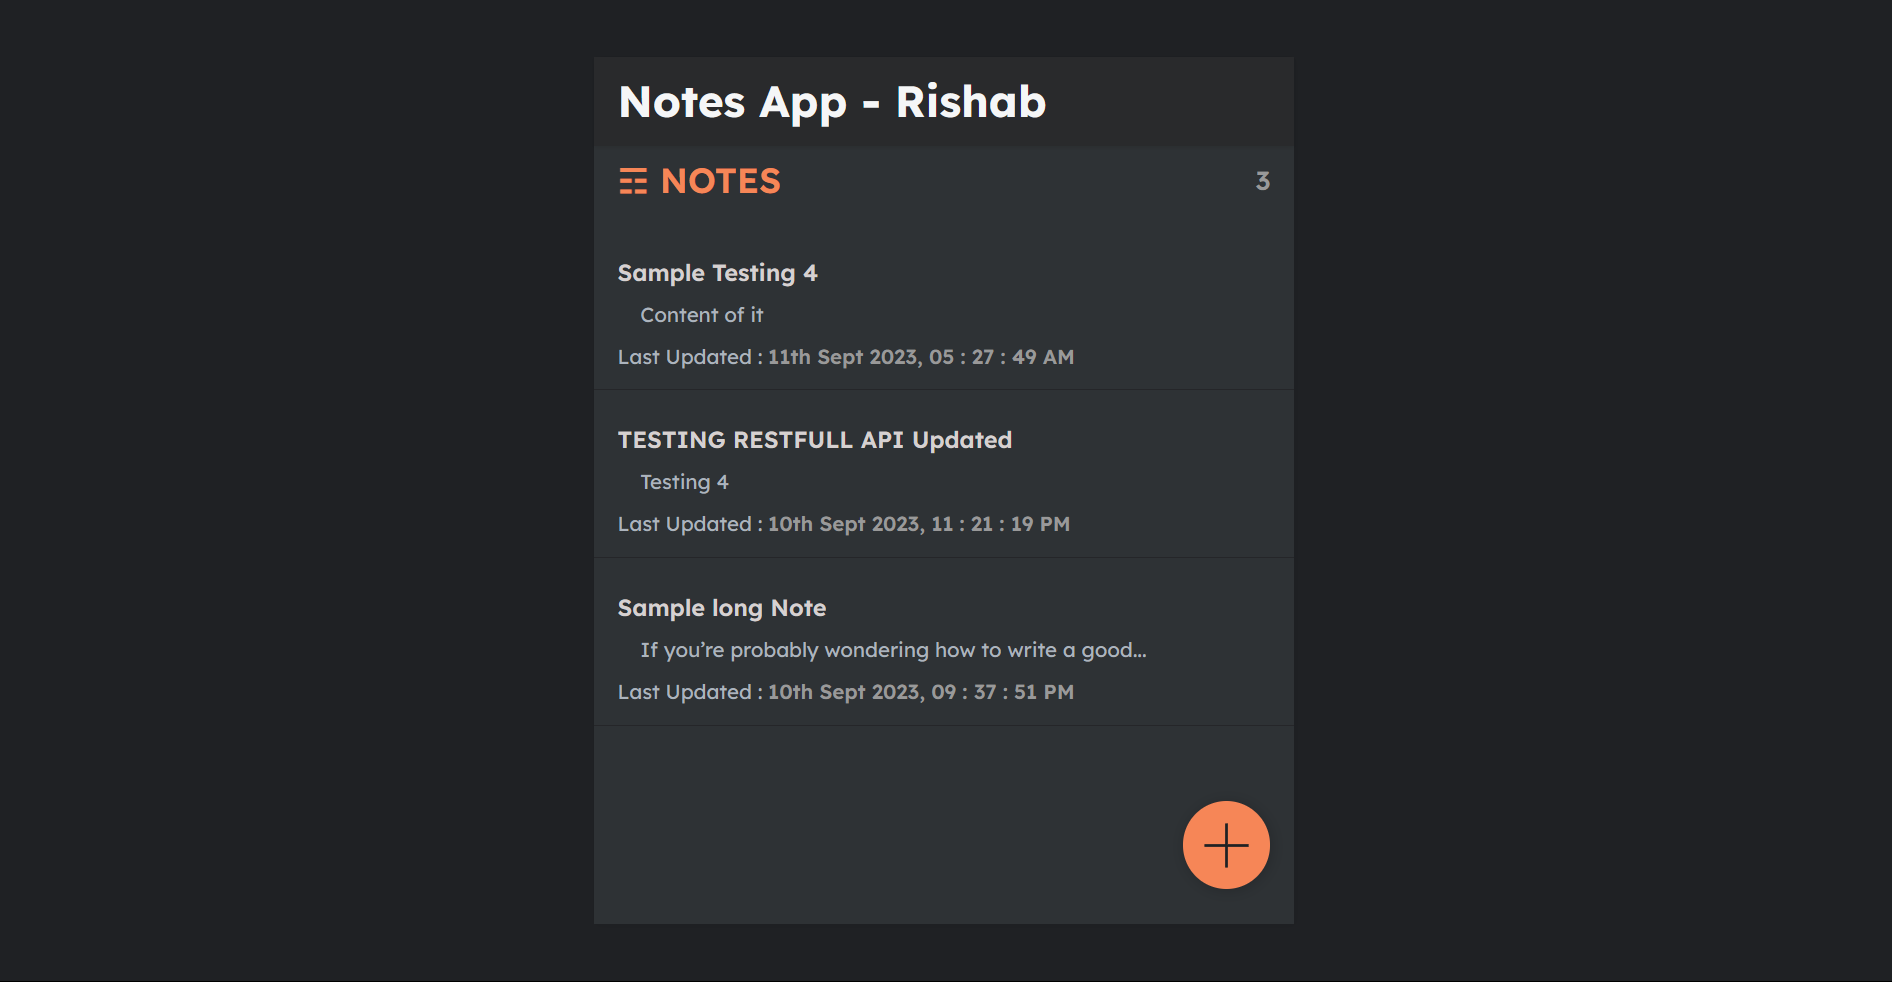 Notes App - Rishab
☶ NOTES 3
Sample Testing 4
Content of it
Last Updated : 11th Sept 2023, 05 : 27 : 49 AM
TESTING RESTFULL API Updated
Testing 4
Last Updated : 10th Sept 2023, 11 : 21 : 19 PM
Sample long Note
If you’re probably wondering how to write a good...
Last Updated : 10th Sept 2023, 09 : 37 : 51 PM